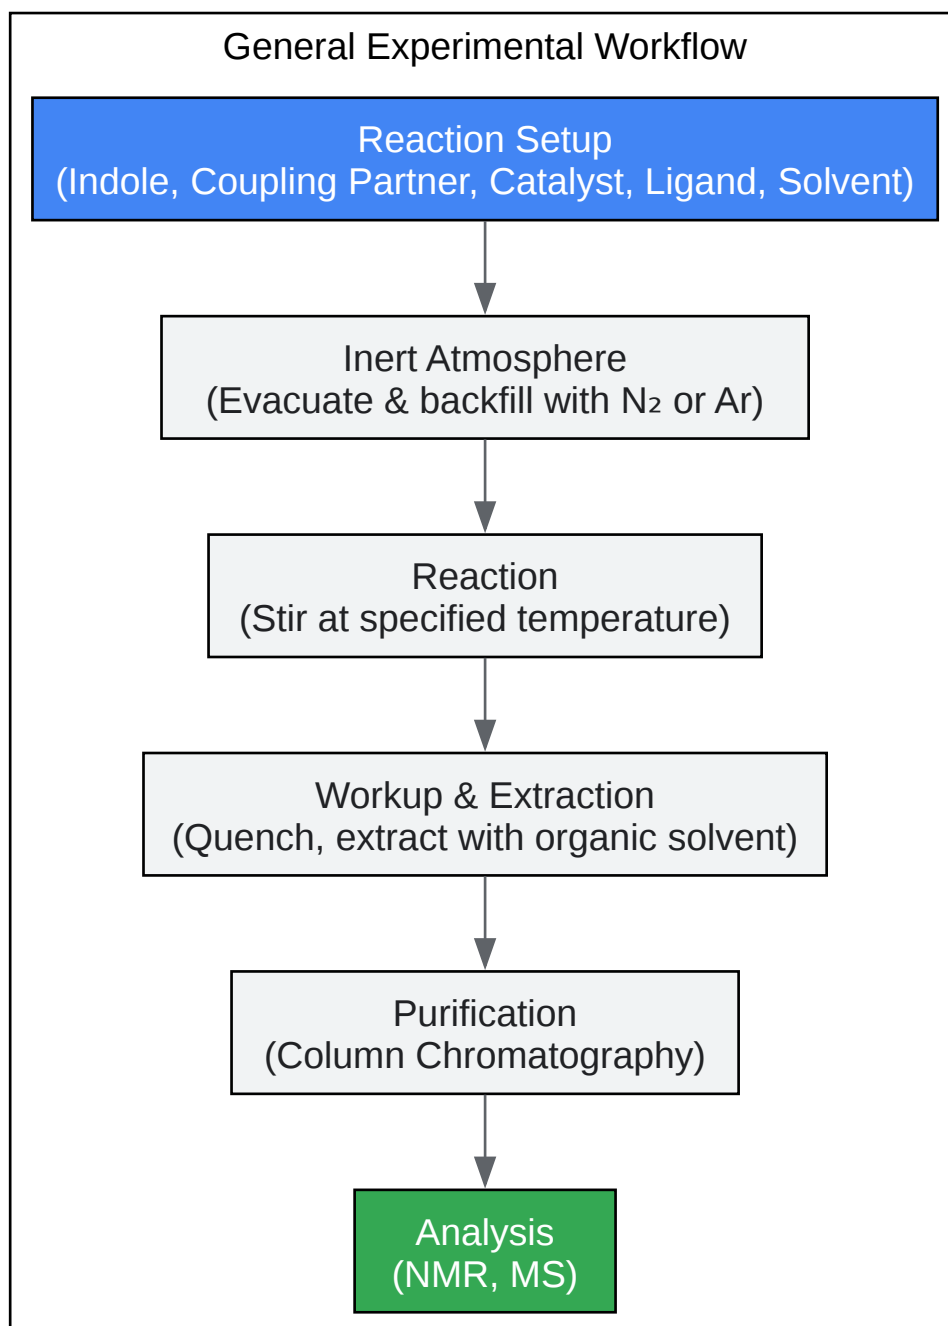 General Experimental Workflow
Reaction Setup
(Indole, Coupling Partner, Catalyst, Ligand, Solvent)
Inert Atmosphere
(Evacuate & backfill with N₂ or Ar)
Reaction
(Stir at specified temperature)
Workup & Extraction
(Quench, extract with organic solvent)
Purification
(Column Chromatography)
Analysis
(NMR, MS)